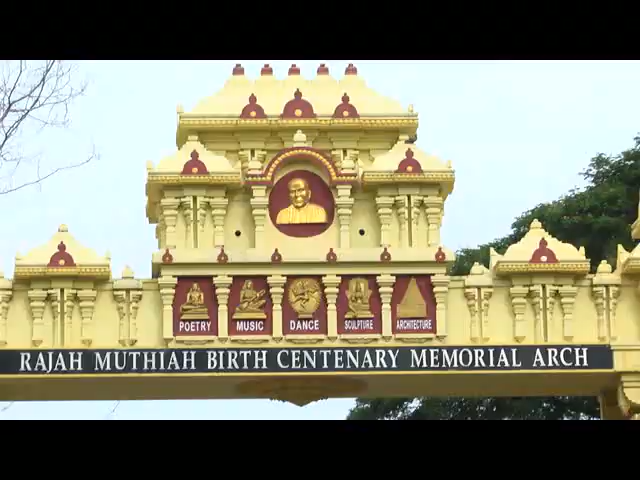 POETRY MUSIC DANCE SCULPTURE ARCHITECTURE
RAJAH MUTHIAH BIRTH CENTENARY MEMORIAL ARCH